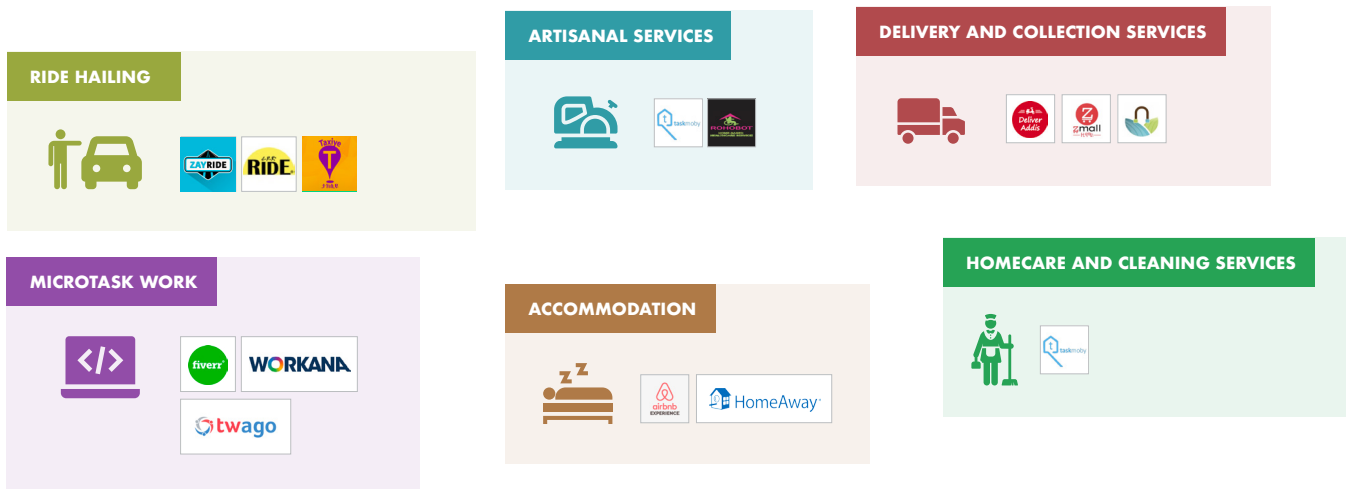 RIDE HAILING
ZAYRIDE
RIDE
Taxiye
T
ARTISANAL SERVICES
t taskmoby
ROHOBOT
DELIVERY AND COLLECTION SERVICES
Deliver
Addis
zmall
MICROTASK WORK
</>
fiverr
WORKANA
twago
ACCOMMODATION
z z
airbnb
EXPERIENCE
HomeAway
HOMECARE AND CLEANING SERVICES
t taskmoby